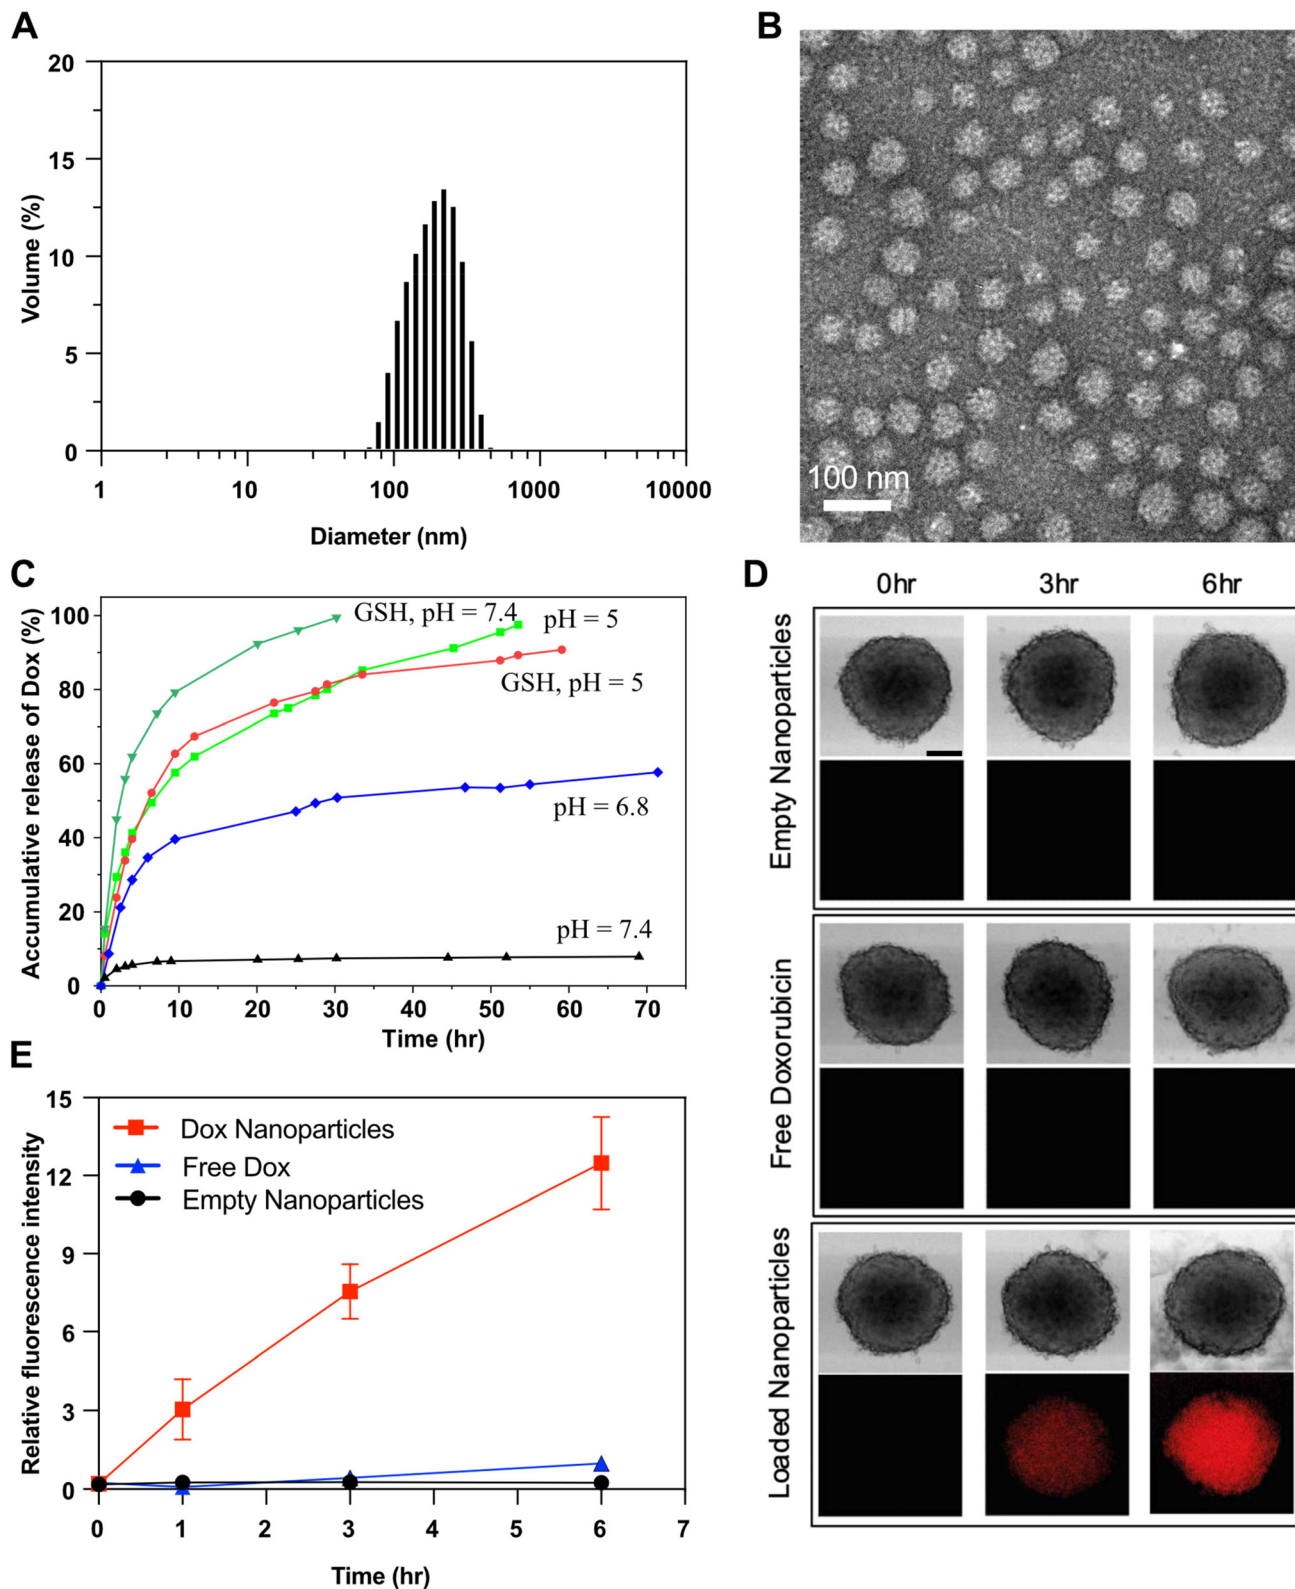 A
20
15
10
5
0
Volume (%)
1 10 100 1000 10000
Diameter (nm)
B
100 nm
C
100
80
60
40
20
0
Accumulative release of Dox (%)
GSH, pH = 7.4
pH = 5
GSH, pH = 5
pH = 6.8
pH = 7.4
0 10 20 30 40 50 60 70
Time (hr)
D
0hr 3hr 6hr
Empty Nanoparticles
Free Doxorubicin
Loaded Nanoparticles
E
15
12
9
6
3
0
Relative fluorescence intensity
Dox Nanoparticles
Free Dox
Empty Nanoparticles
0 1 2 3 4 5 6 7
Time (hr)